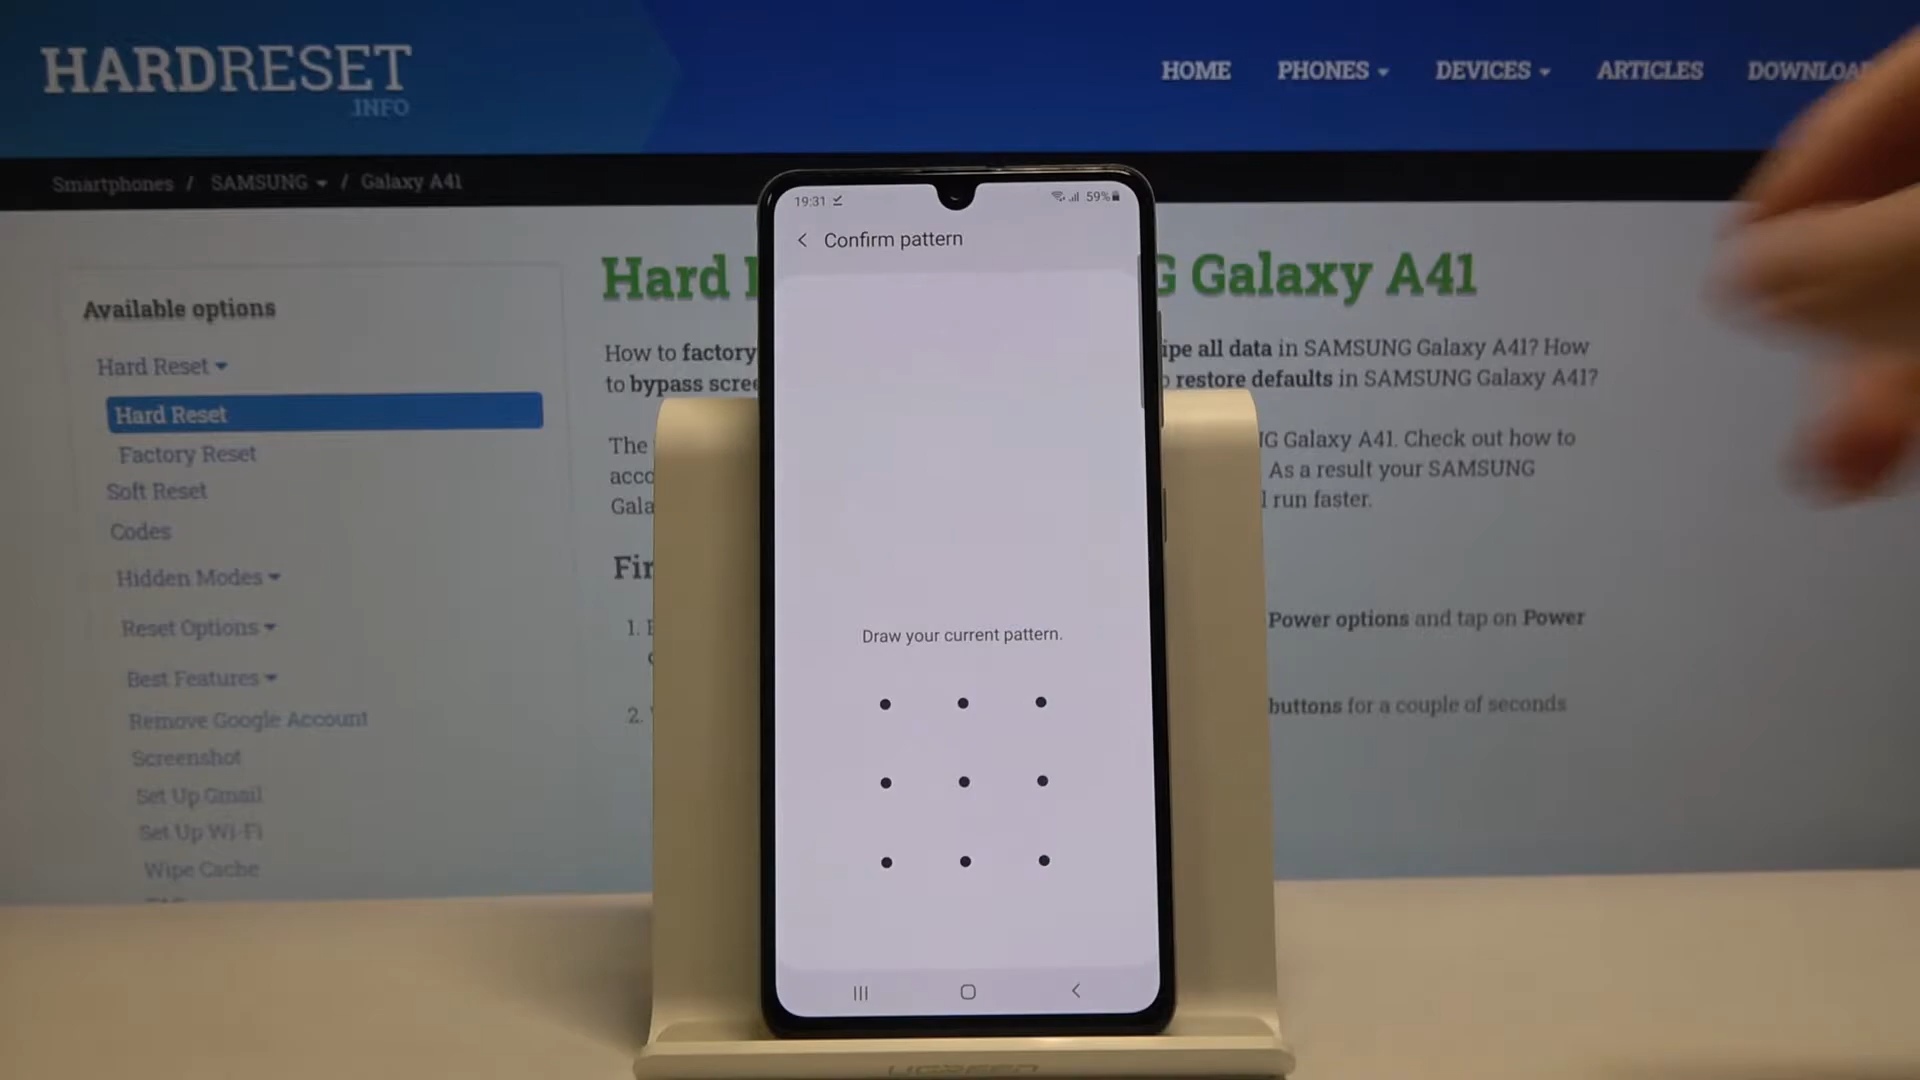 HARDRESET
.INFO
HOME PHONES DEVICES ARTICLES
Smartphones / SAMSUNG / Galaxy A41
Available options
Hard Reset
Hard Reset
Factory Reset
Soft Reset
Codes
Hidden Modes
Reset Options
Best Features
Remove Google Account
Screenshot
Set Up Gmail
Set Up Wi-Fi
Wipe Cache
Hard
G Galaxy A41
How to factory
ipe all data in SAMSUNG Galaxy A41? How
to bypass
restore defaults in SAMSUNG Galaxy A41?
The
G Galaxy A41. Check out how to
As a result your SAMSUNG
run faster.
1.
Power options and tap on Power
2.
buttons for a couple of seconds
19:31
59%
Confirm pattern
Draw your current pattern.